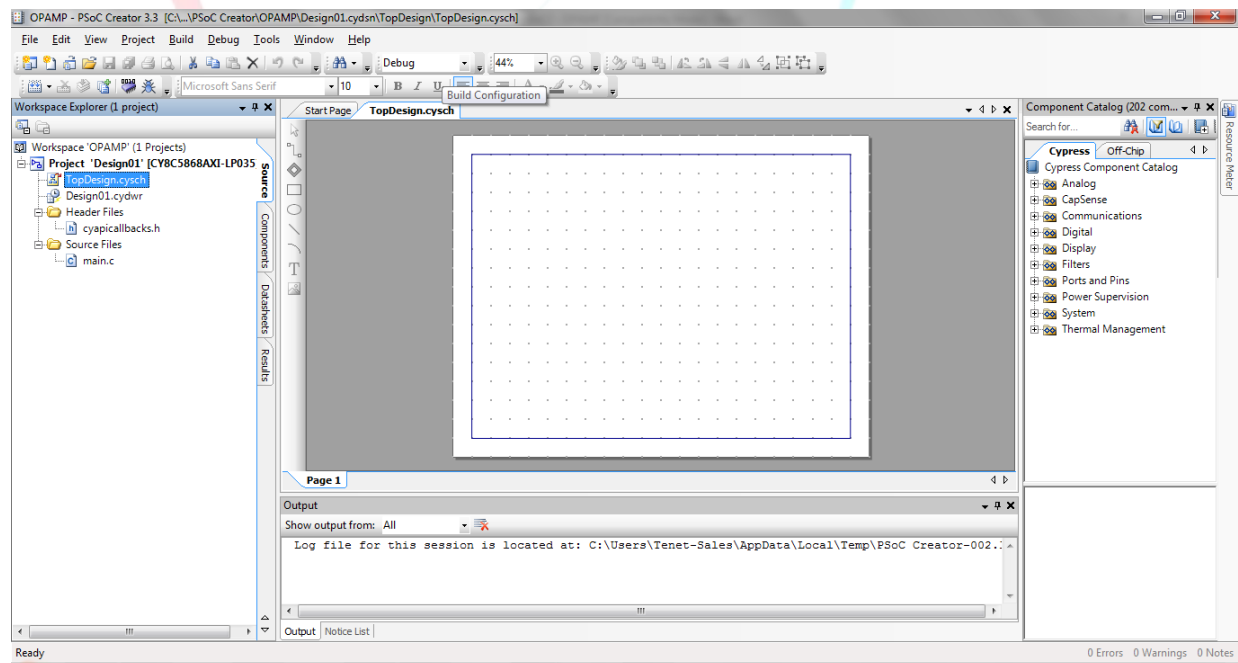 OPAMP - PSoC Creator 3.3 [C:\...\PSoC Creator\OPAMP\Design01.cydsn\TopDesign\TopDesign.cysch]
File Edit View Project Build Debug Tools Window Help
Debug 44%
Microsoft Sans Serif 10 B I U A
Build Configuration
Workspace Explorer (1 project)
Workspace 'OPAMP' (1 Projects)
Project 'Design01' [CY8C5868AXI-LP035
TopDesign.cysch
Design01.cydwr
Header Files
cyapicallbacks.h
Source Files
main.c
Source
Components
Datasheets
Results
Start Page TopDesign.cysch
T
Page 1
Output
Show output from: All
Log file for this session is located at: C:\Users\Tenet-Sales\AppData\Local\Temp\PSoC Creator-002.
Output Notice List
Component Catalog (202 com...
Search for...
Cypress Off-Chip
Cypress Component Catalog
Analog
CapSense
Communications
Digital
Display
Filters
Ports and Pins
Power Supervision
System
Thermal Management
Resource Meter
Ready 0 Errors 0 Warnings 0 Notes